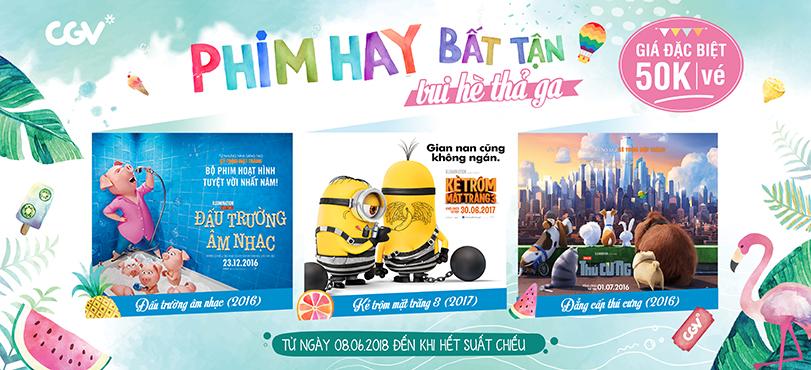 CGV
PHIM HAY BẤT TẬN
vui hè thả ga
GIÁ ĐẶC BIỆT
50K/vé
BỘ PHIM HOẠT HÌNH
TUYỆT VỜI NHẤT NĂM!
ILLUMINATION
ĐẤU TRƯỜNG
ÂM NHẠC
23.12.2016
Đấu trường âm nhạc (2016)
Gian nan cũng
không ngán.
ILLUMINATION
KẺ TRỘM
MẶT TRĂNG 3
30.06.2017
Kẻ trộm mặt trăng 3 (2017)
THÚ CƯNG
01.07.2016
Đẳng cấp thú cưng (2016)
CGV
TỪ NGÀY 08.06.2018 ĐẾN KHI HẾT SUẤT CHIẾU